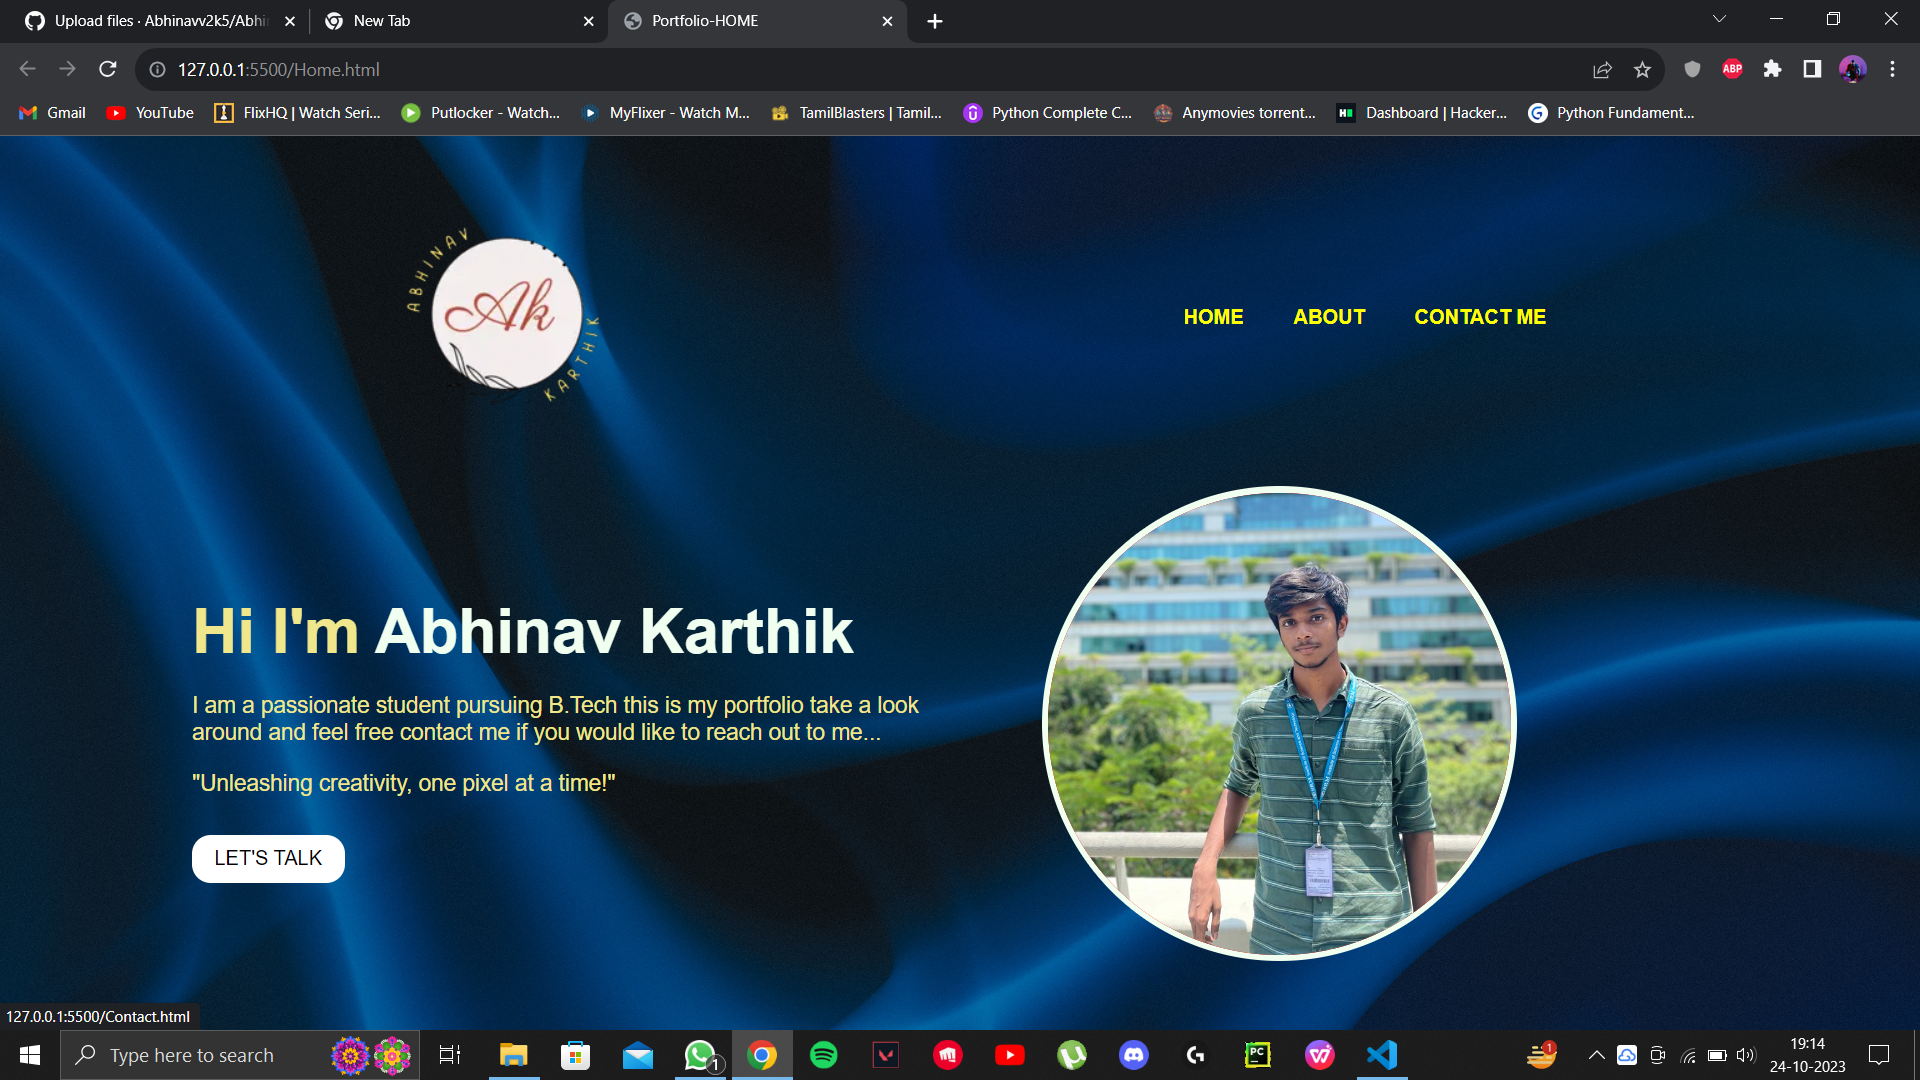 Upload files · Abhinavv2k5/Abhi
New Tab
Portfolio-HOME
127.0.0.1:5500/Home.html
ABP
Gmail
YouTube
FlixHQ | Watch Seri...
Putlocker - Watch...
MyFlixer - Watch M...
TamilBlasters | Tamil...
Python Complete C...
Anymovies torrent...
Dashboard | Hacker...
Python Fundament...
ABHINAV
Ak
KARTHIK
HOME
ABOUT
CONTACT ME
Hi I'm Abhinav Karthik
I am a passionate student pursuing B.Tech this is my portfolio take a look
around and feel free contact me if you would like to reach out to me...
"Unleashing creativity, one pixel at a time!"
LET'S TALK
127.0.0.1:5500/Contact.html
Type here to search
1
PC
1
19:14
24-10-2023